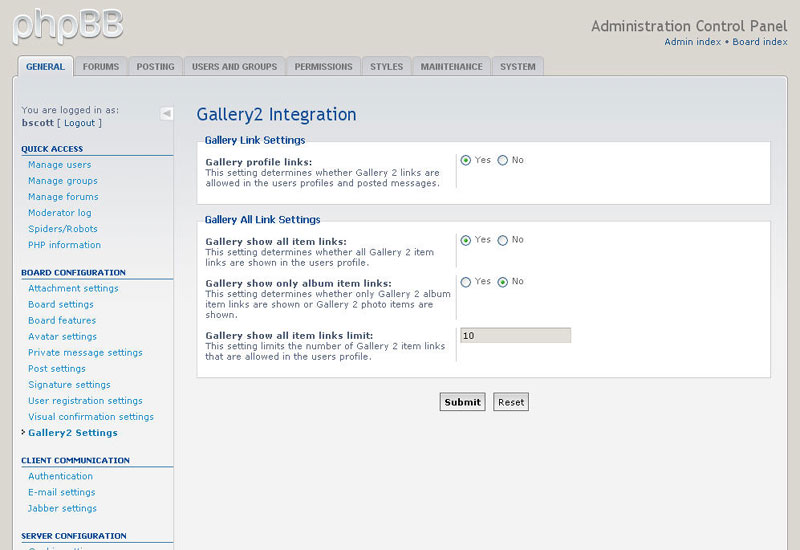 phpBB
Administration Control Panel
Admin index • Board index
GENERAL
FORUMS
POSTING
USERS AND GROUPS
PERMISSIONS
STYLES
MAINTENANCE
SYSTEM
You are logged in as:
bscott [ Logout ]
QUICK ACCESS
Manage users
Manage groups
Manage forums
Moderator log
Spiders/Robots
PHP information
BOARD CONFIGURATION
Attachment settings
Board settings
Board features
Avatar settings
Private message settings
Post settings
Signature settings
User registration settings
Visual confirmation settings
Gallery2 Settings
CLIENT COMMUNICATION
Authentication
E-mail settings
Jabber settings
SERVER CONFIGURATION
Gallery2 Integration
Gallery Link Settings
Gallery profile links:
This setting determines whether Gallery 2 links are
allowed in the users profiles and posted messages.
Yes No
Gallery All Link Settings
Gallery show all item links:
This setting determines whether all Gallery 2 item
links are shown in the users profile.
Yes No
Gallery show only album item links:
This setting determines whether only Gallery 2 album
item links are shown or Gallery 2 photo items are
shown.
Yes No
Gallery show all item links limit:
This setting limits the number of Gallery 2 item links
that are allowed in the users profile.
10
Submit Reset